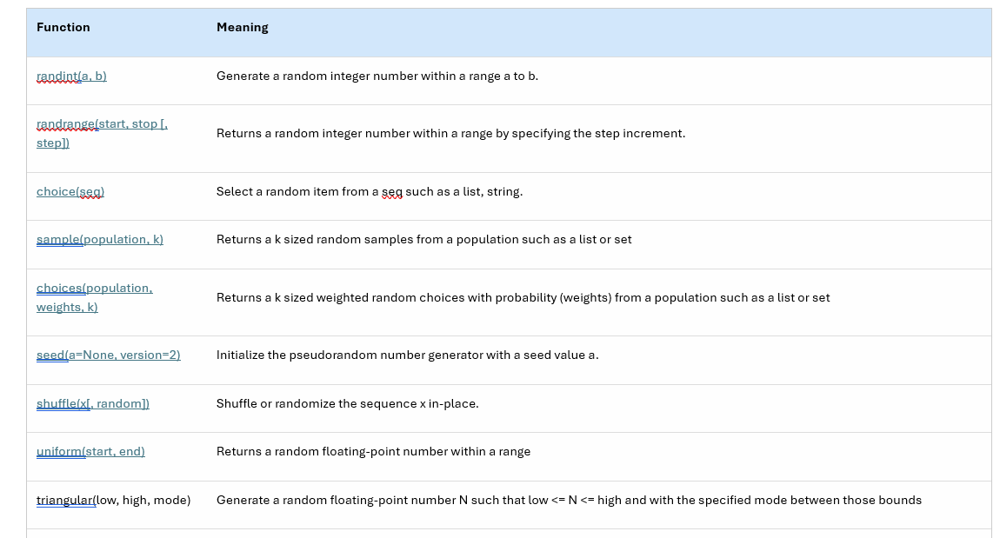 Function Meaning
randint(a, b) Generate a random integer number within a range a to b.
randrange(start, stop [,
step]) Returns a random integer number within a range by specifying the step increment.
choice(seq) Select a random item from a seq such as a list, string.
sample(population, k) Returns a k sized random samples from a population such as a list or set
choices(population,
weights, k) Returns a k sized weighted random choices with probability (weights) from a population such as a list or set
seed(a=None, version=2) Initialize the pseudorandom number generator with a seed value a.
shuffle(x[, random]) Shuffle or randomize the sequence x in-place.
uniform(start, end) Returns a random floating-point number within a range
triangular(low, high, mode) Generate a random floating-point number N such that low <= N <= high and with the specified mode between those bounds